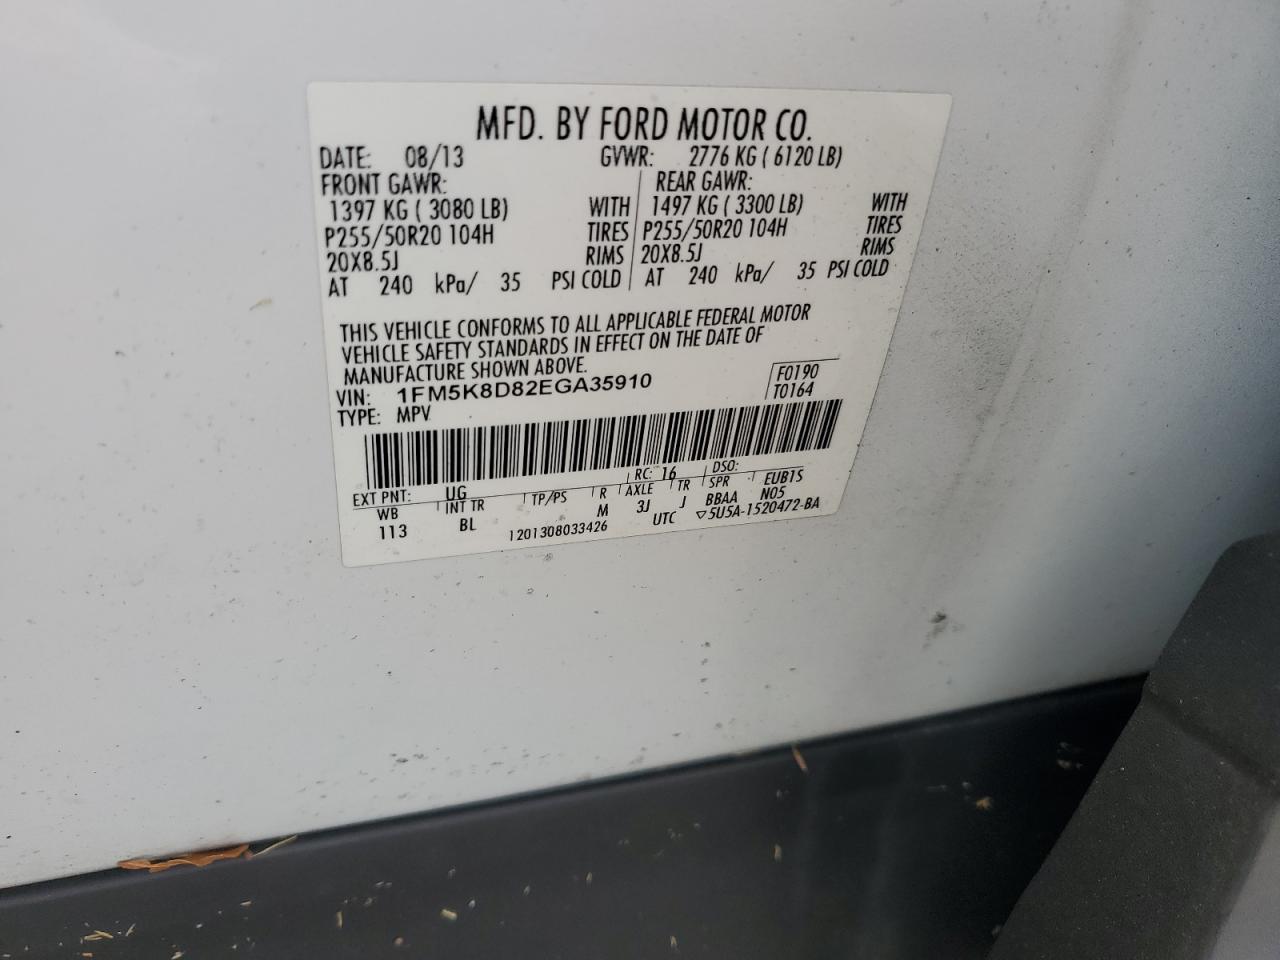 MFD. BY FORD MOTOR CO.
DATE: 08/13 GVWR: 2776 KG ( 6120 LB)
FRONT GAWR: REAR GAWR:
1397 KG ( 3080 LB) WITH 1497 KG ( 3300 LB) WITH
P255/50R20 104H TIRES P255/50R20 104H TIRES
20X8.5J RIMS 20X8.5J RIMS
AT 240 kPa/ 35 PSI COLD AT 240 kPa/ 35 PSI COLD
THIS VEHICLE CONFORMS TO ALL APPLICABLE FEDERAL MOTOR
VEHICLE SAFETY STANDARDS IN EFFECT ON THE DATE OF
MANUFACTURE SHOWN ABOVE.
VIN: 1FM5K8D82EGA35910 F0190
TYPE: MPV T0164
EXT PNT: UG RC: 16 DSO:
WB INT TR TP/PS R AXLE TR SPR EUB1S
113 BL M 3J J BBAA N05
1201308033426 UTC ▽5U5A-1520472-BA